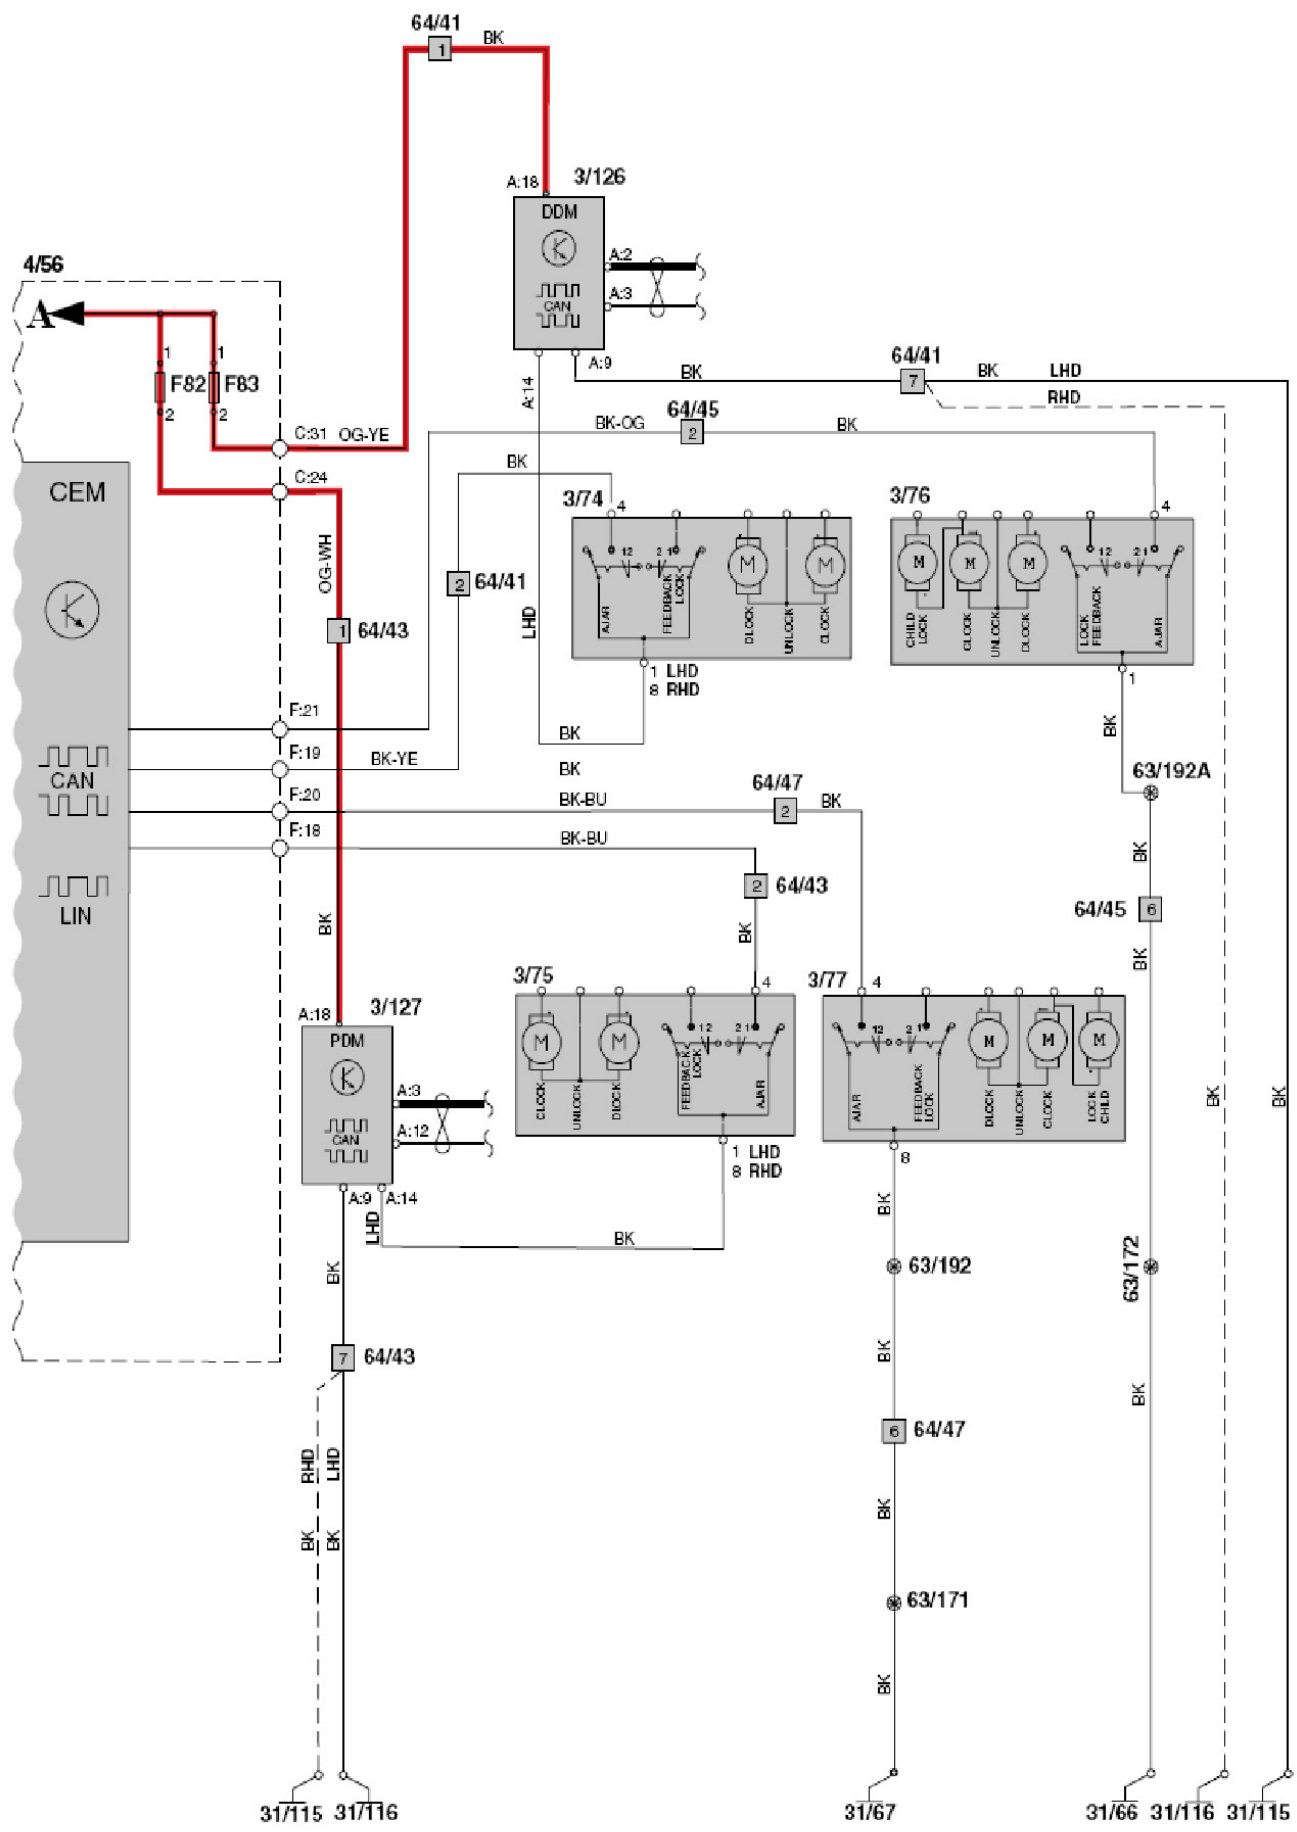 64/41
1
BK
A:18
3/126
DDM
CAN
A:2
A:3
A:14
A:9
4/56
A
1
1
F82
F83
2
2
C:31
OG-YE
C:24
64/41
BK
7
BK
LHD
RHD
64/45
BK-OG
2
BK
CEM
BK
3/74
4
3/76
4
OG-WH
2
64/41
LHD
1
64/43
12
21
AJAR
FEEDBACK
LOCK
DLOCK
UNLOCK
CLOCK
M
M
M
M
M
12
21
CHILD
LOCK
CLOCK
UNLOCK
DLOCK
LOCK
FEEDBACK
AJAR
1 LHD
8 RHD
1
F:21
BK
BK
F:19
BK-YE
BK
CAN
63/192A
F:20
BK-BU
64/47
2
BK
F:18
BK-BU
BK
LIN
2
64/43
64/45
6
BK
BK
BK
3/75
4
3/77
4
A:18
3/127
PDM
CAN
A:3
A:12
M
M
12
21
CLOCK
UNLOCK
DLOCK
FEEDBACK
LOCK
AJAR
12
21
M
M
M
AJAR
FEEDBACK
LOCK
DLOCK
UNLOCK
CLOCK
LOCK
CHILD
BK
BK
1 LHD
8 RHD
8
A:9
A:14
LHD
BK
BK
BK
63/192
63/172
7
64/43
BK
BK
6
64/47
RHD
LHD
BK
BK
BK
63/171
BK
31/115
31/116
31/67
31/66
31/116
31/115